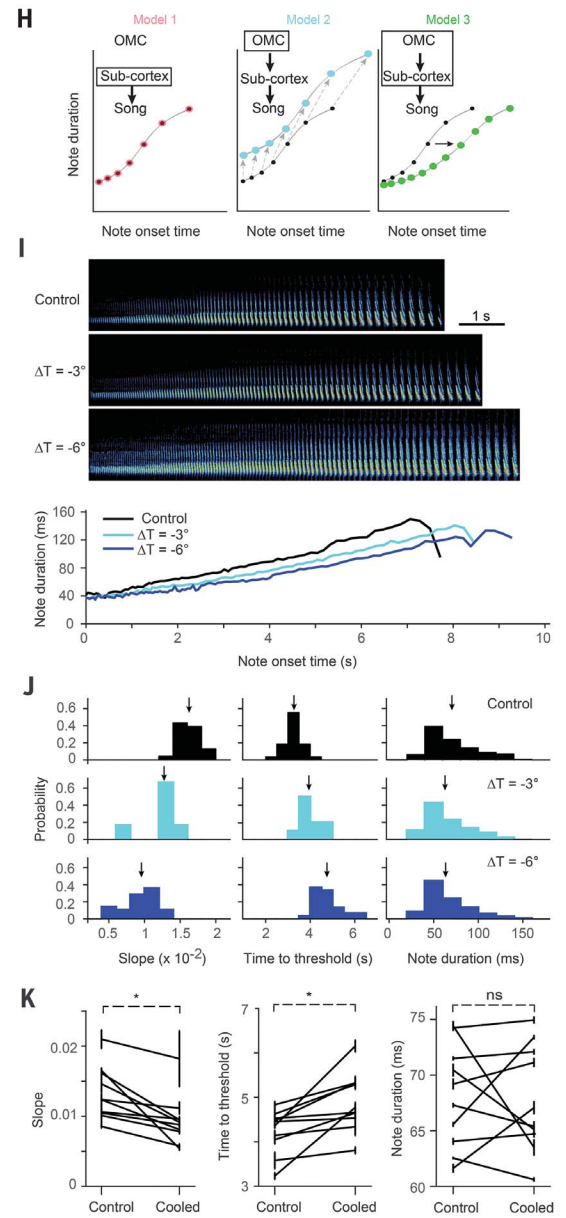 H
Model 1
Model 2
Model 3
OMC
Sub-cortex
Song
OMC
Sub-cortex
Song
OMC
Sub-cortex
Song
Note duration
Note onset time
Note onset time
Note onset time
I
Control
1 s
ΔT = -3°
ΔT = -6°
160
120
80
40
0
Note duration (ms)
Control
ΔT = -3°
ΔT = -6°
0
2
4
6
8
10
Note onset time (s)
J
Control
0.6
0.4
0.2
0
ΔT = -3°
0.6
0.2
0
ΔT = -6°
0.6
0.4
0.2
0
Probability
0.5
1
1.5
2
2
4
6
0
50
100
150
Slope (x 10-2)
Time to threshold (s)
Note duration (ms)
K
*
*
ns
0.02
0.01
0
Slope
7
5
3
Time to threshold (s)
75
70
65
60
Note duration (ms)
Control
Cooled
Control
Cooled
Control
Cooled